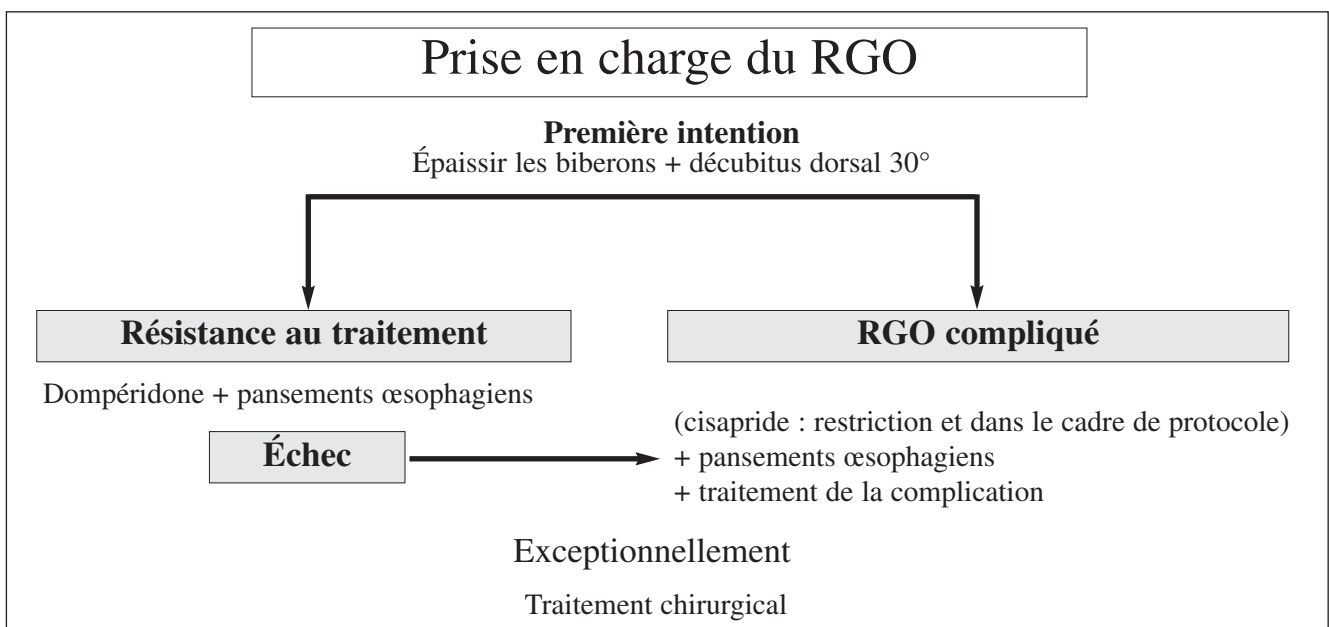 Prise en charge du RGO
Première intention
Épaissir les biberons + décubitus dorsal 30°
Résistance au traitement
Dompéridone + pansements œsophagiens
Échec
RGO compliqué
(cisapride : restriction et dans le cadre de protocole)
+ pansements œsophagiens
+ traitement de la complication
Exceptionnellement
Traitement chirurgical